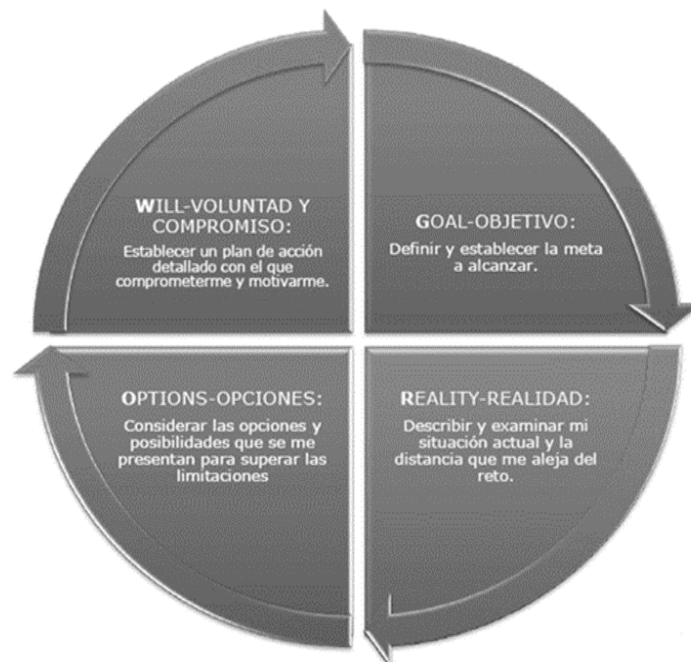 WILL-VOLUNTAD Y
COMPROMISO:
Establecer un plan de acción
detallado con el que
comprometerme y motivarme.
GOAL-OBJETIVO:
Definir y establecer la meta
a alcanzar.
OPTIONS-OPCIONES:
Considerar las opciones y
posibilidades que se me
presentan para superar las
limitaciones
REALITY-REALIDAD:
Describir y examinar mi
situación actual y la
distancia que me aleja del
reto.